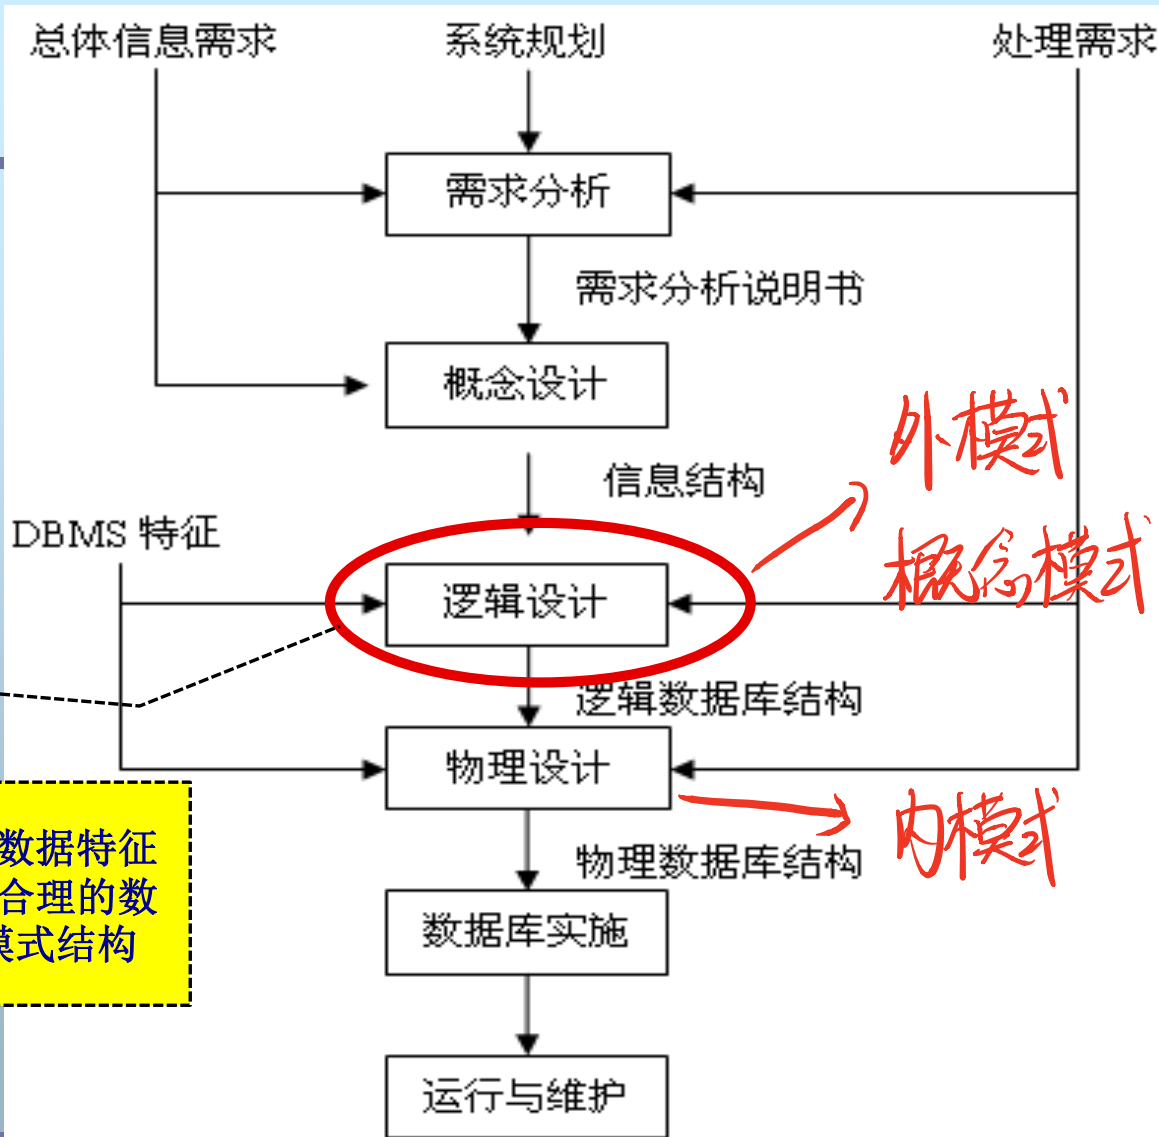 总体信息需求
系统规划
处理需求
需求分析
需求分析说明书
概念设计
信息结构
外模式
概念模式
DBMS 特征
逻辑设计
逻辑数据库结构
物理设计
内模式
物理数据库结构
数据特征
合理的数
模式结构
数据库实施
运行与维护